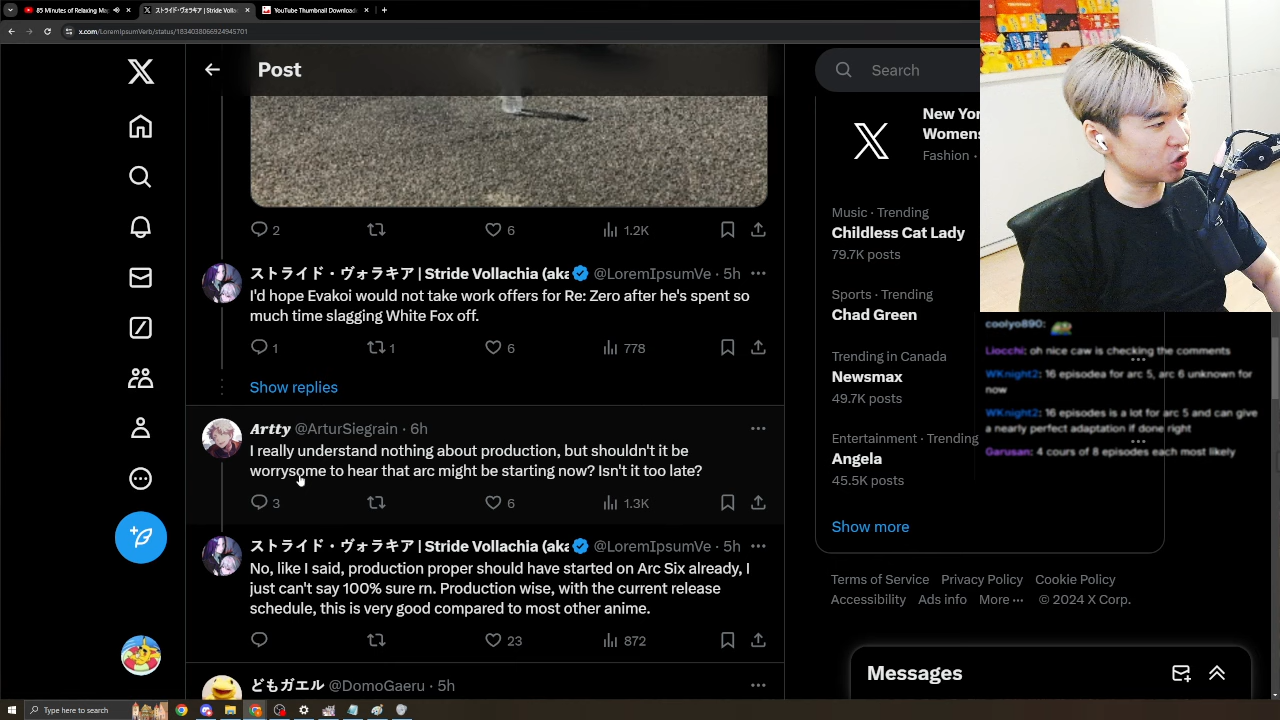 85 Minutes of Relaxing Ma
ストライド・ヴォラキア | Stride Volla
YouTube Thumbnail Download
x.com/LoremIpsumVerb/status/1834038066924945701
Post
Search
New Yor
Womens
Fashion ·
2
6
1.2K
Music · Trending
Childless Cat Lady
79.7K posts
ストライド・ヴォラキア | Stride Vollachia (aka @LoremIpsumVe · 5h
I'd hope Evakoi would not take work offers for Re: Zero after he's spent so
much time slagging White Fox off.
1
1
6
778
Sports · Trending
Chad Green
Trending in Canada
Newsmax
49.7K posts
Show replies
Entertainment · Trending
Angela
45.5K posts
Show more
coolyo890:
Liocchi: oh nice caw is checking the comments
WKnight2: 16 episodea for arc 5, arc 6 unknown for
now
WKnight2: 16 episodes is a lot for arc 5 and can give
a nearly perfect adaptation if done right
Garusan: 4 cours of 8 episodes each most likely
Artty @ArturSiegrain · 6h
I really understand nothing about production, but shouldn't it be
worrysome to hear that arc might be starting now? Isn't it too late?
3
6
1.3K
ストライド・ヴォラキア | Stride Vollachia (aka @LoremIpsumVe · 5h
No, like I said, production proper should have started on Arc Six already, I
just can't say 100% sure rn. Production wise, with the current release
schedule, this is very good compared to most other anime.
23
872
Terms of Service Privacy Policy Cookie Policy
Accessibility Ads info More ··· © 2024 X Corp.
どもガエル @DomoGaeru · 5h
Messages
Type here to search